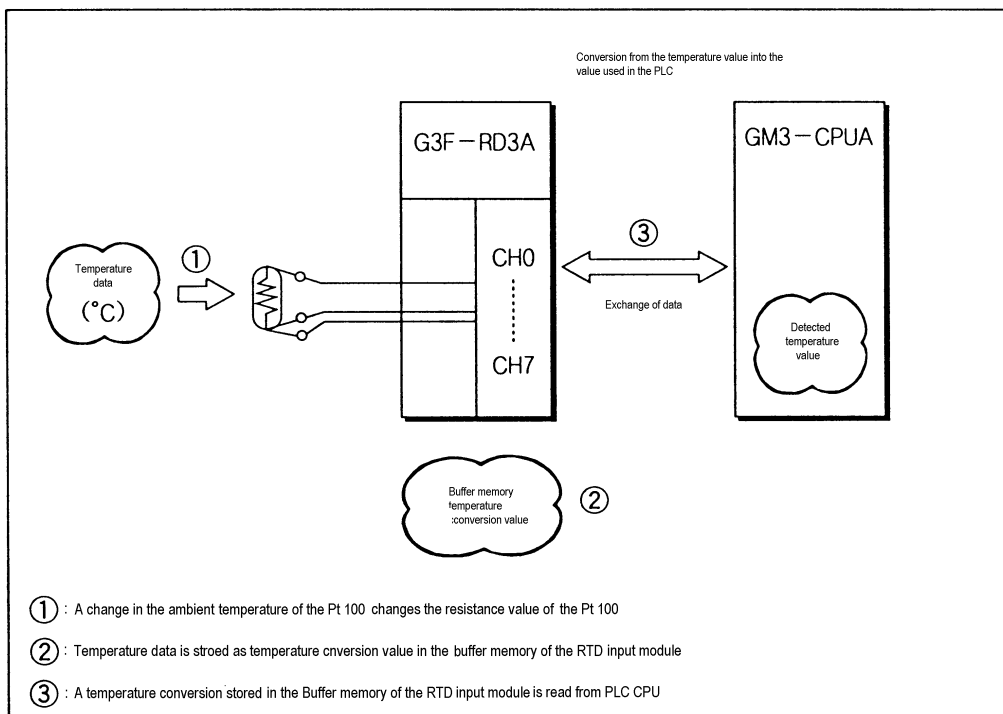 Conversion from the temperature value into the
value used in the PLC
G3F-RD3A
GM3-CPUA
①
Temperature
data
(°C)
CH0
CH7
③
Exchange of data
Detected
temperature
value
Buffer memory
temperature
:conversion value
②
① : A change in the ambient temperature of the Pt 100 changes the resistance value of the Pt 100
② : Temperature data is stroed as temperature cnversion value in the buffer memory of the RTD input module
③ : A temperature conversion stored in the Buffer memory of the RTD input module is read from PLC CPU